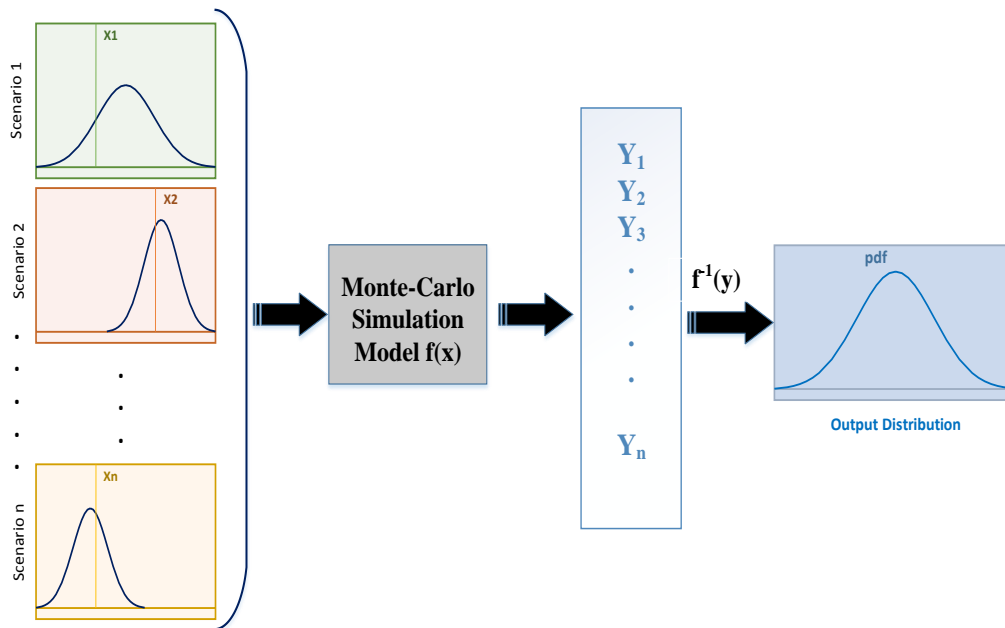 Scenario 1
X1
Scenario 2
X2
Scenario n
Xn
Monte-Carlo
Simulation
Model f(x)
Y₁
Y₂
Y₃
Yₙ
f⁻¹(y)
pdf
Output Distribution